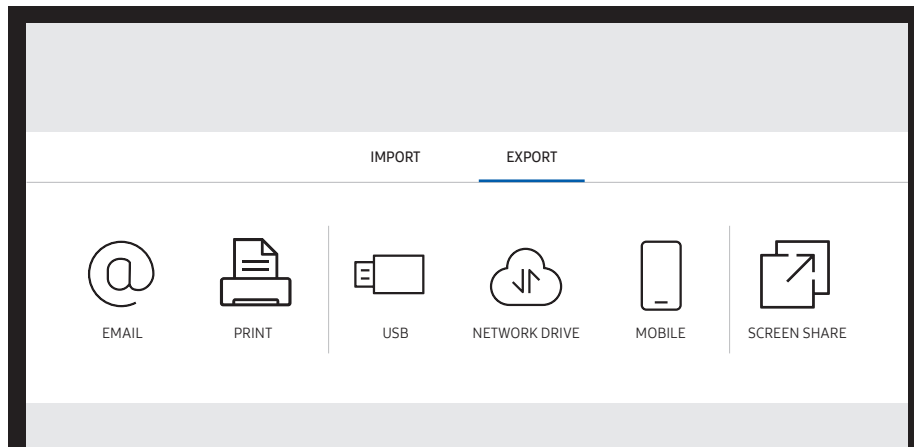 IMPORT EXPORT
EMAIL PRINT USB NETWORK DRIVE MOBILE SCREEN SHARE